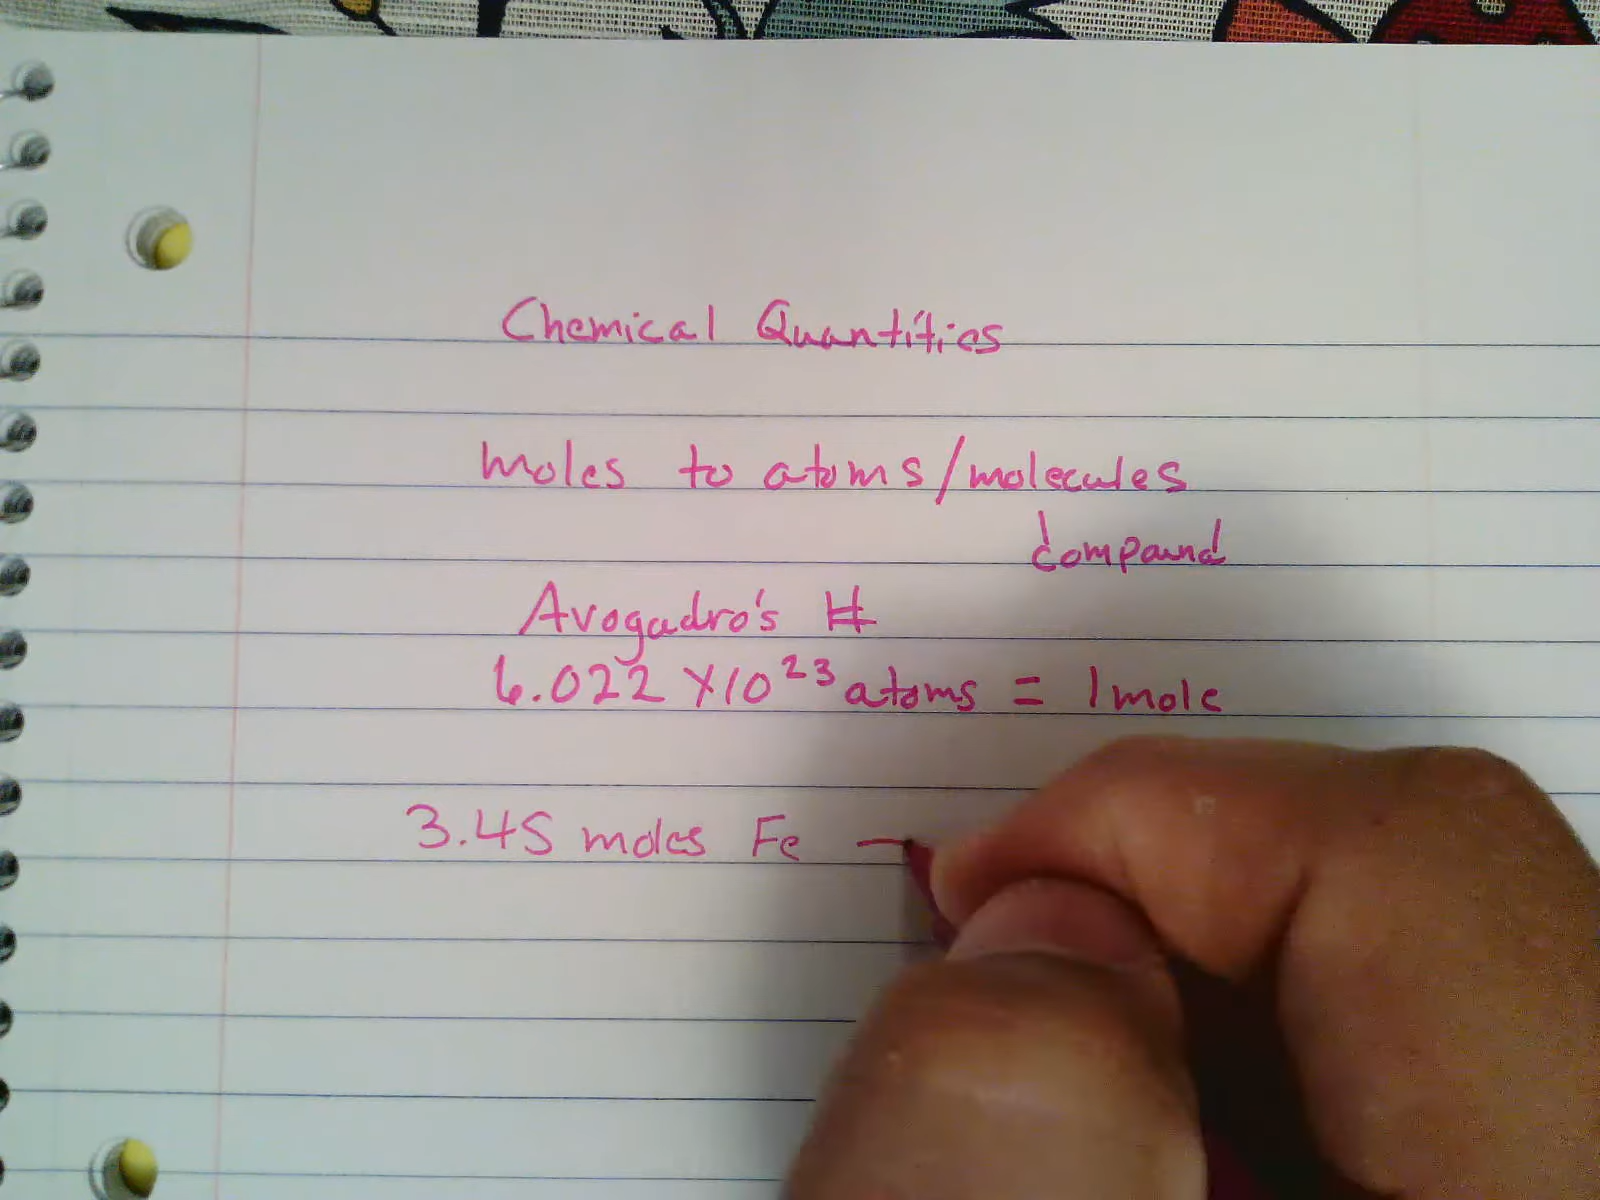 Chemical Quantities
moles to atoms/molecules
compound
Avogadro's #
6.022 X10²³ atoms = 1 mole
3.45 moles Fe —